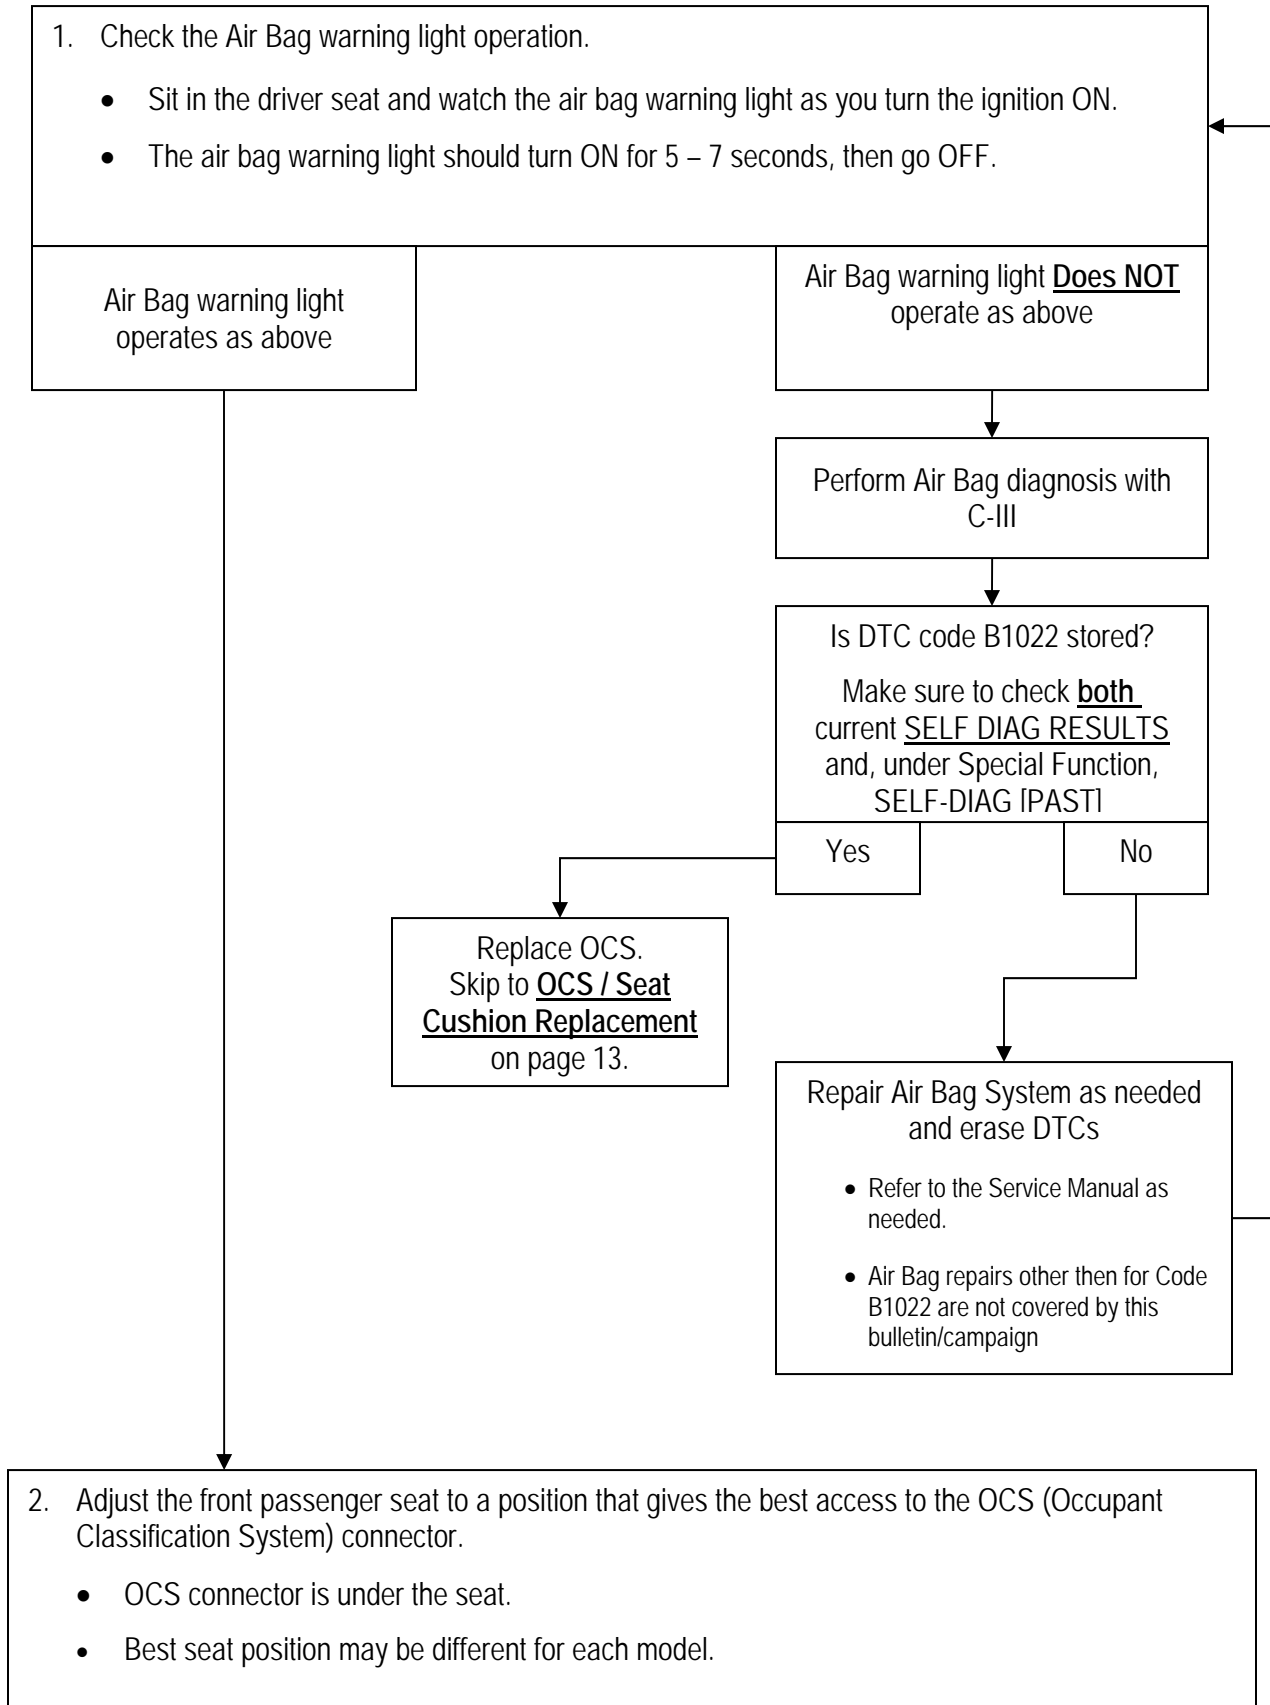 1. Check the Air Bag warning light operation.
• Sit in the driver seat and watch the air bag warning light as you turn the ignition ON.
• The air bag warning light should turn ON for 5 – 7 seconds, then go OFF.
Air Bag warning light
operates as above
Air Bag warning light Does NOT
operate as above
Perform Air Bag diagnosis with
C-III
Is DTC code B1022 stored?
Make sure to check both
current SELF DIAG RESULTS
and, under Special Function,
SELF-DIAG [PAST]
Yes
No
Replace OCS.
Skip to OCS / Seat
Cushion Replacement
on page 13.
Repair Air Bag System as needed
and erase DTCs
• Refer to the Service Manual as
needed.
• Air Bag repairs other then for Code
B1022 are not covered by this
bulletin/campaign
2. Adjust the front passenger seat to a position that gives the best access to the OCS (Occupant
Classification System) connector.
• OCS connector is under the seat.
• Best seat position may be different for each model.